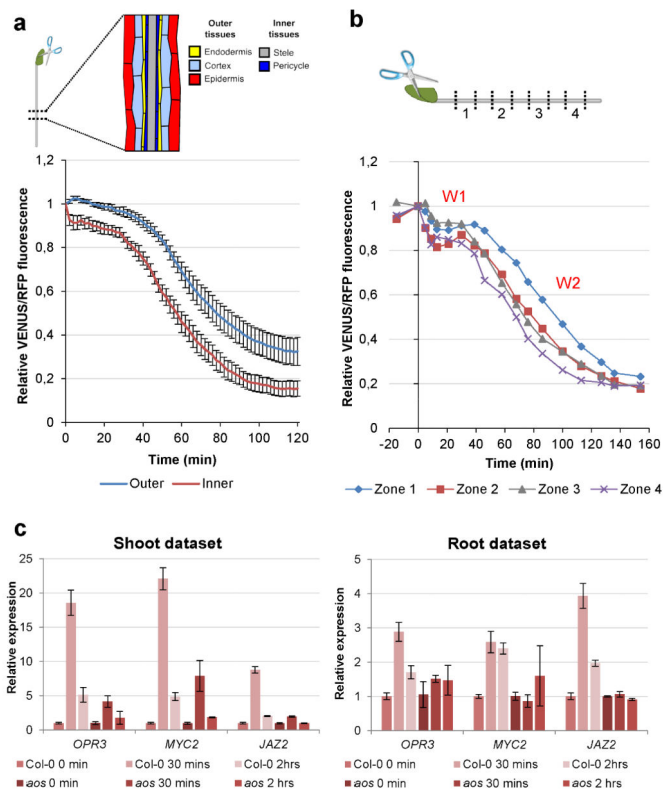 a
Outer tissues
Inner tissues
Endodermis
Cortex
Epidermis
Stele
Pericycle
Relative VENUS/RFP fluorescence
1,2
1
0,8
0,6
0,4
0,2
0
0 20 40 60 80 100 120
Time (min)
Outer Inner
b
1 2 3 4
Relative VENUS/RFP fluorescence
1,2
1
0,8
0,6
0,4
0,2
0
W1
W2
-20 0 20 40 60 80 100 120 140 160
Time (min)
Zone 1 Zone 2 Zone 3 Zone 4
c
Shoot dataset
Relative expression
25
20
15
10
5
0
OPR3 MYC2 JAZ2
Col-0 0 min Col-0 30 mins Col-0 2hrs
aos 0 min aos 30 mins aos 2 hrs
Root dataset
Relative expression
5
4
3
2
1
0
OPR3 MYC2 JAZ2
Col-0 0 min Col-0 30 mins Col-0 2hrs
aos 0 min aos 30 mins aos 2 hrs